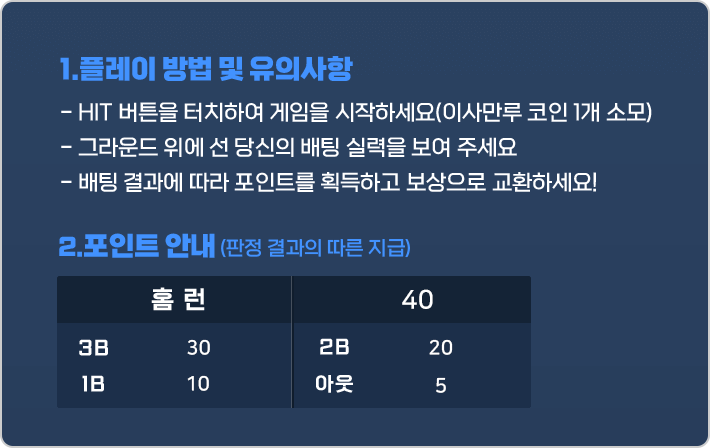 1.플레이 방법 및 유의사항
- HIT 버튼을 터치하여 게임을 시작하세요(이사만루 코인 1개 소모)
- 그라운드 위에 선 당신의 배팅 실력을 보여 주세요
- 배팅 결과에 따라 포인트를 획득하고 보상으로 교환하세요!
2.포인트 안내 (판정 결과의 따른 지급)
홈 런 40
3B 30 2B 20
1B 10 아웃 5